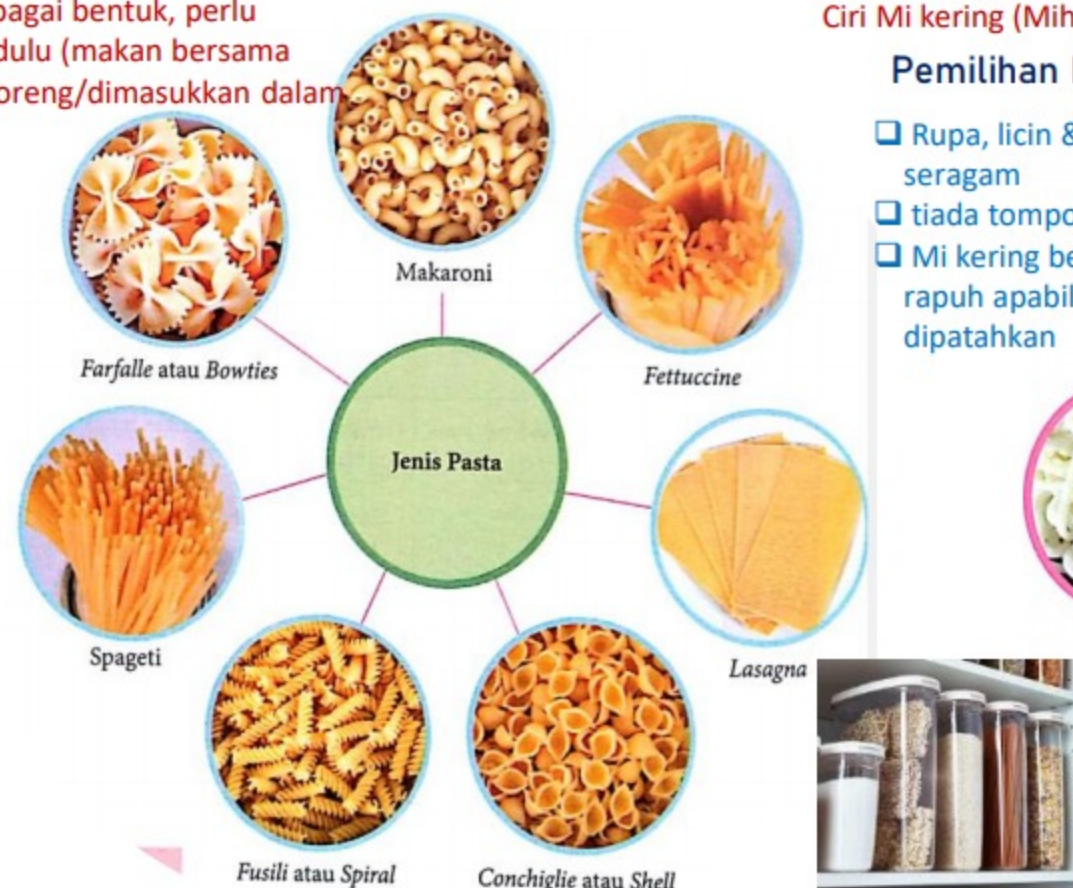 bagai bentuk, perlu
dulu (makan bersama
oreng/dimasukkan dalam
Makaroni
Farfalle atau Bowties
Fettuccine
Jenis Pasta
Spageti
Lasagna
Fusili atau Spiral
Conchiglie atau Shell
Ciri Mi kering (Mih
Pemilihan
Rupa, licin &
seragam
tiada tompo
Mi kering be
rapuh apabil
dipatahkan